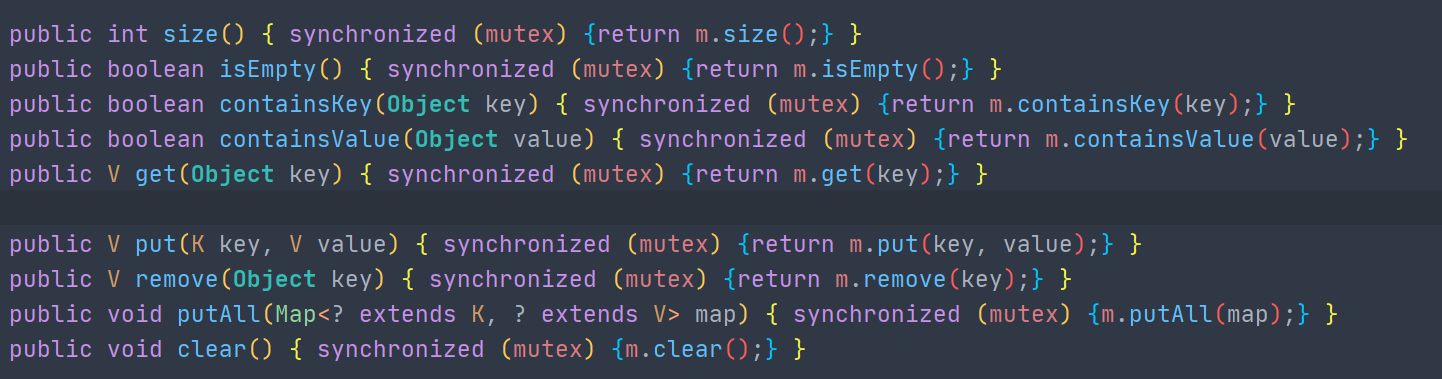 public int size() { synchronized (mutex) {return m.size();} }
public boolean isEmpty() { synchronized (mutex) {return m.isEmpty();} }
public boolean containsKey(Object key) { synchronized (mutex) {return m.containsKey(key);} }
public boolean containsValue(Object value) { synchronized (mutex) {return m.containsValue(value);} }
public V get(Object key) { synchronized (mutex) {return m.get(key);} }
public V put(K key, V value) { synchronized (mutex) {return m.put(key, value);} }
public V remove(Object key) { synchronized (mutex) {return m.remove(key);} }
public void putAll(Map<? extends K, ? extends V> map) { synchronized (mutex) {m.putAll(map);} }
public void clear() { synchronized (mutex) {m.clear();} }